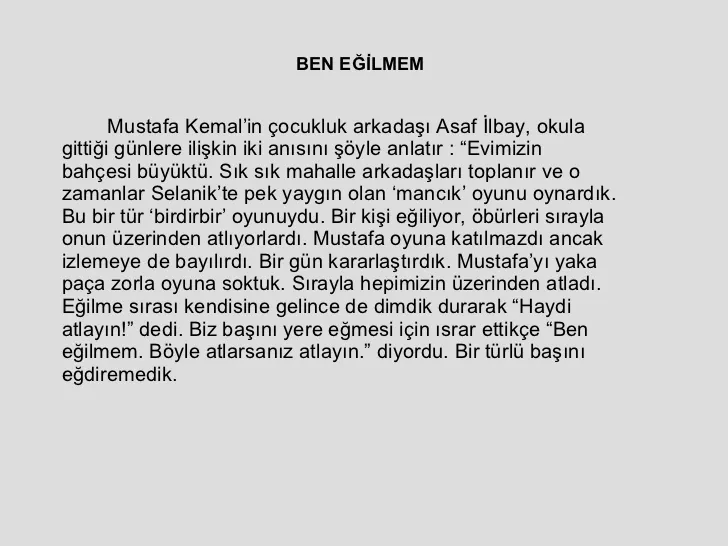 BEN EĞİLMEM
Mustafa Kemal’in çocukluk arkadaşı Asaf İlbay, okula
gittiği günlere ilişkin iki anısını şöyle anlatır : “Evimizin
bahçesi büyüktü. Sık sık mahalle arkadaşları toplanır ve o
zamanlar Selanik’te pek yaygın olan ‘mancık’ oyunu oynardık.
Bu bir tür ‘birdirbir’ oyunuydu. Bir kişi eğiliyor, öbürleri sırayla
onun üzerinden atlıyorlardı. Mustafa oyuna katılmazdı ancak
izlemeye de bayılırdı. Bir gün kararlaştırdık. Mustafa’yı yaka
paça zorla oyuna soktuk. Sırayla hepimizin üzerinden atladı.
Eğilme sırası kendisine gelince de dimdik durarak “Haydi
atlayın!” dedi. Biz başını yere eğmesi için ısrar ettikçe “Ben
eğilmem. Böyle atlarsanız atlayın.” diyordu. Bir türlü başını
eğdiremedik.